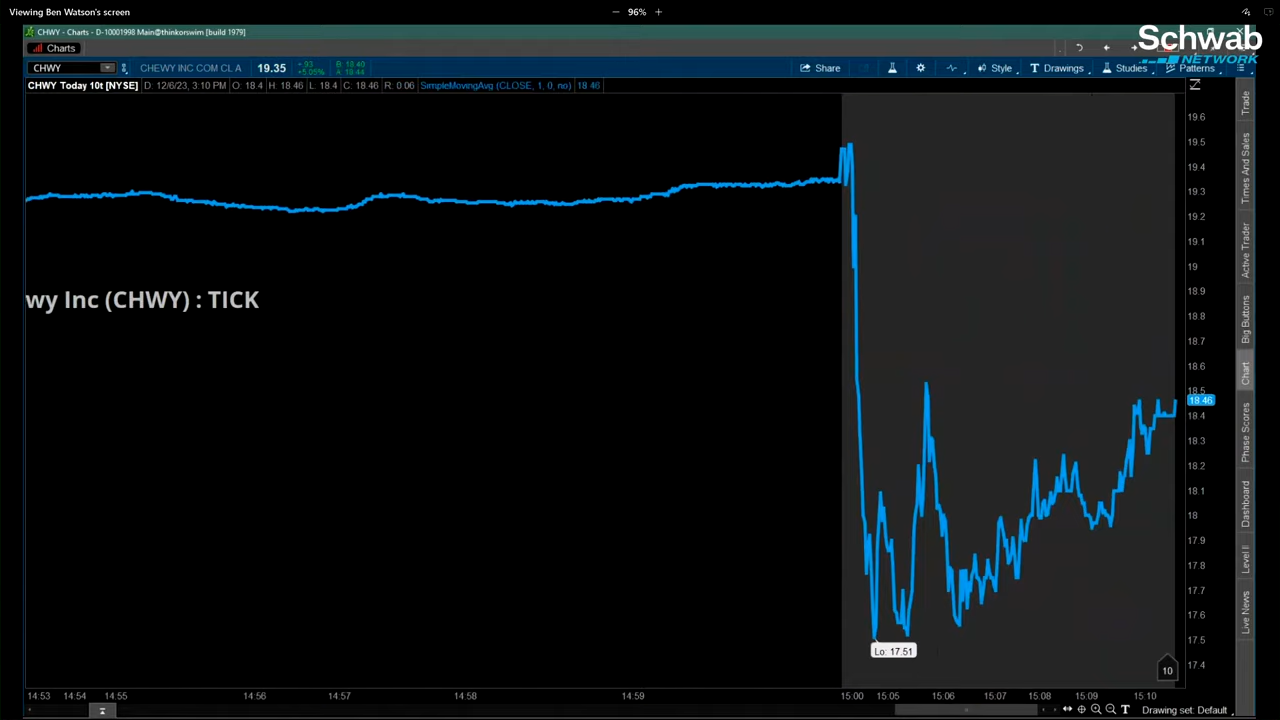 Viewing Ben Watson's screen
96%
CHWY - Charts - D-10001998 Main@thinkorswim [build 1979]
Schwab
NETWORK
Charts
CHWY
CHEWY INC COM CL A
19.35
+.93
+5.05%
B: 18.40
A: 18.44
Share
Style
Drawings
Studies
Patterns
CHWY Today 10t [NYSE]
D: 12/6/23, 3:10 PM
O: 18.4
H: 18.46
L: 18.4
C: 18.46
R: 0.06
SimpleMovingAvg (CLOSE, 1, 0, no)
18.46
wy Inc (CHWY) : TICK
19.6
19.5
19.4
19.3
19.2
19.1
19
18.9
18.8
18.7
18.6
18.5
18.46
18.4
18.3
18.2
18.1
18
17.9
17.8
17.7
17.6
17.5
17.4
Lo: 17.51
10
Trade
Times And Sales
Active Trader
Big Buttons
Chart
Phase Scores
Dashboard
Level II
Live News
14:53
14:54
14:55
14:56
14:57
14:58
14:59
15:00
15:05
15:06
15:07
15:08
15:09
15:10
Drawing set: Default